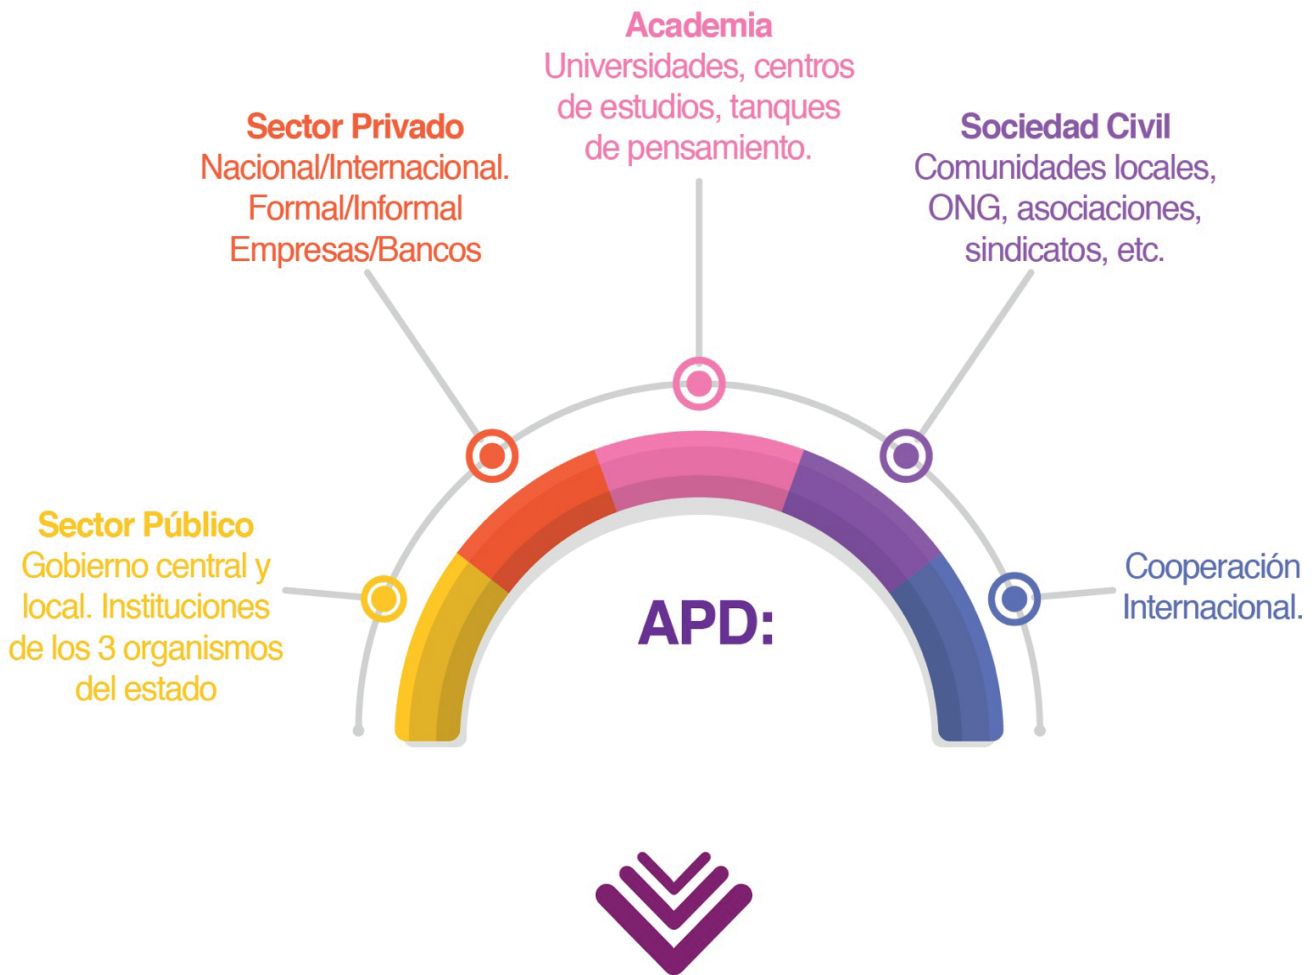 Academia
Universidades, centros
de estudios, tanques
de pensamiento.
Sector Privado
Nacional/Internacional.
Formal/Informal
Empresas/Bancos
Sociedad Civil
Comunidades locales,
ONG, asociaciones,
sindicatos, etc.
Sector Público
Gobierno central y
local. Instituciones
de los 3 organismos
del estado
Cooperación
Internacional.
APD: